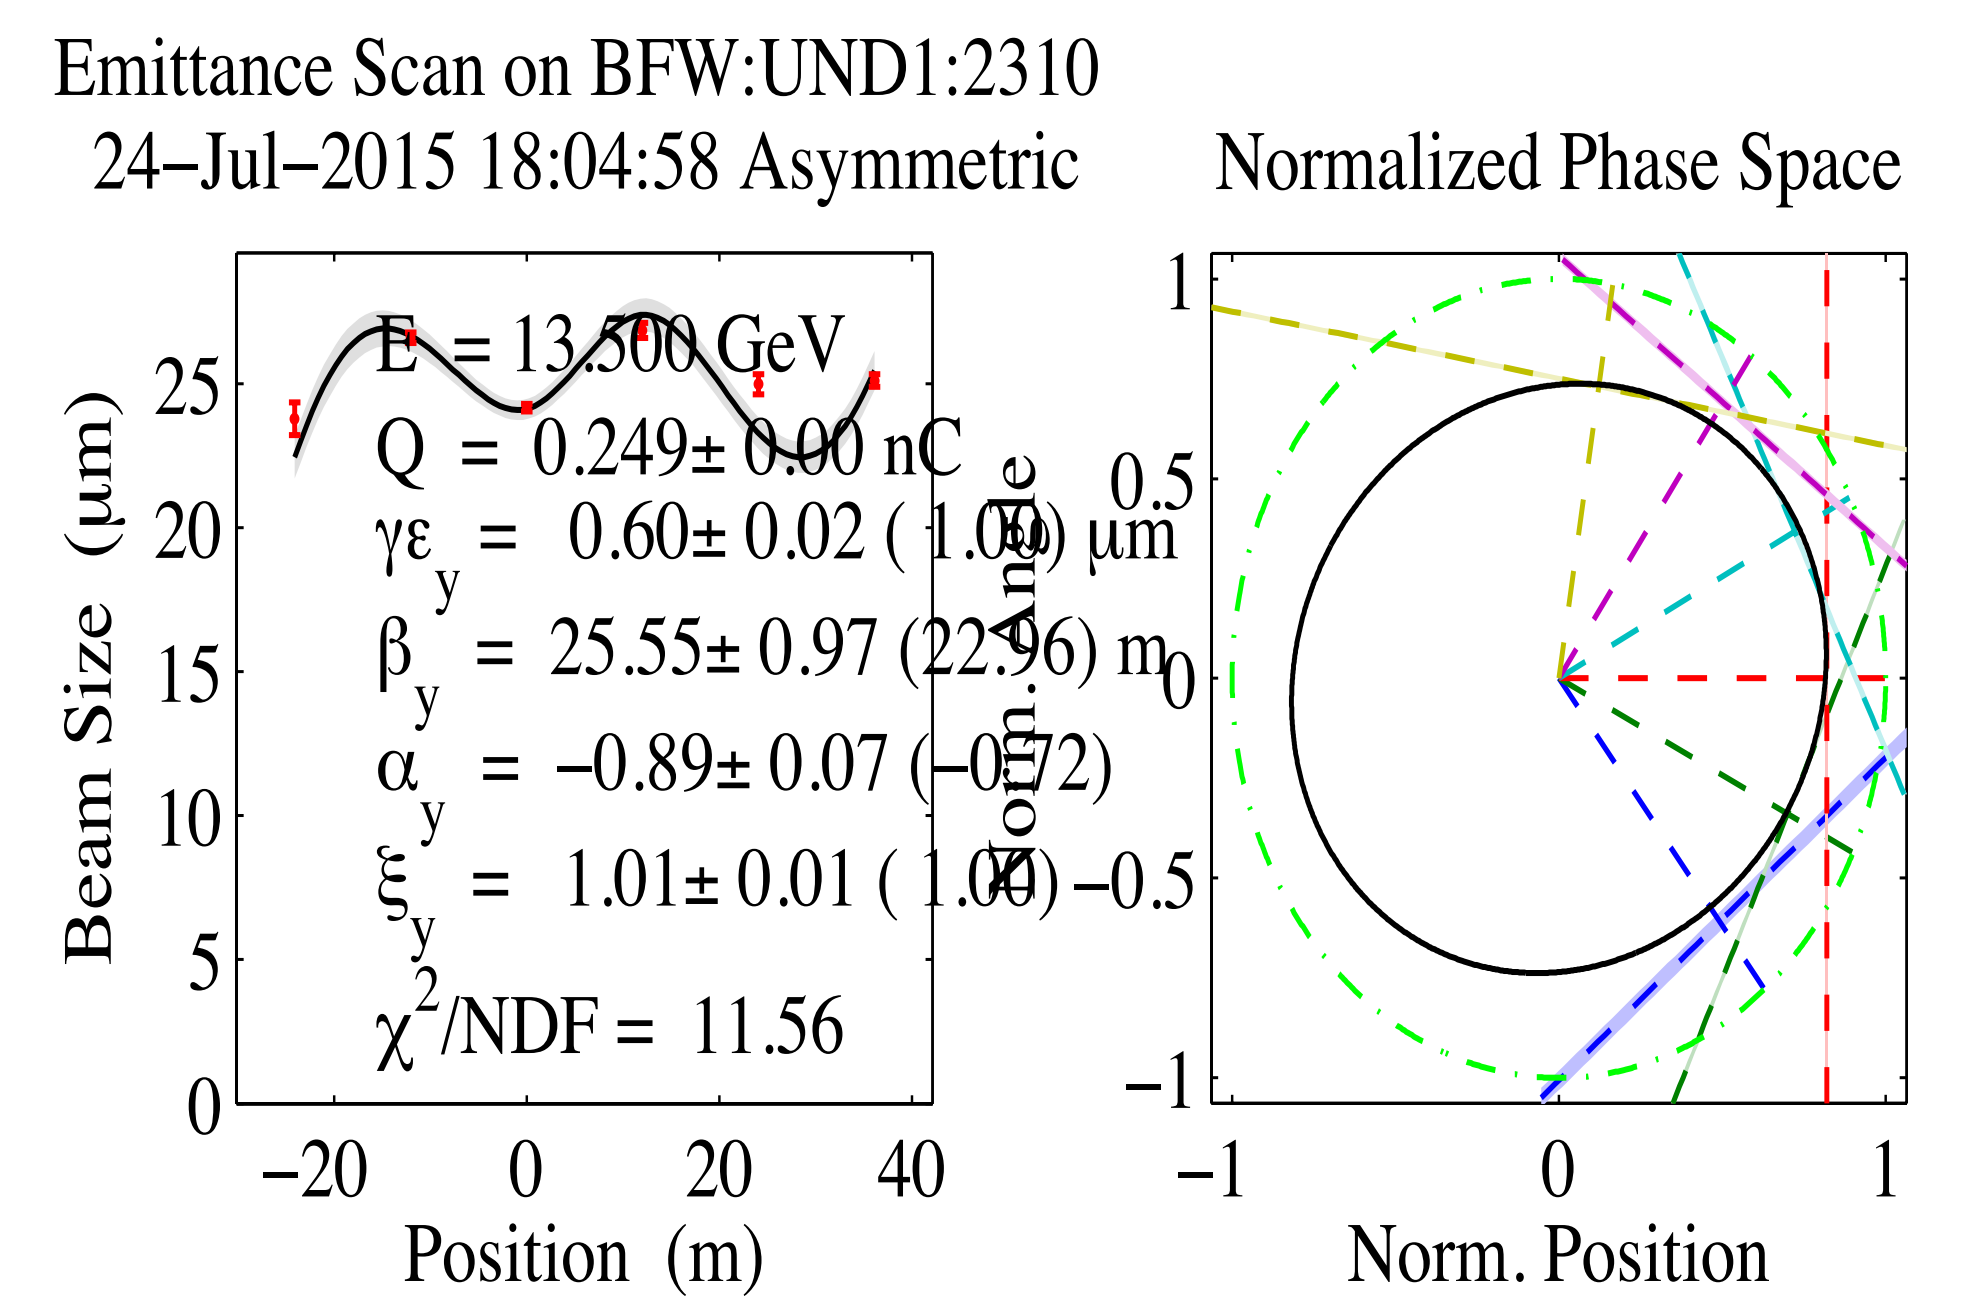 Emittance Scan on BFW:UND1:2310
24−Jul−2015 18:04:58 Asymmetric
E = 13.500 GeV
Q = 0.249± 0.00 nC
γε_y = 0.60± 0.02 ( 1.00) μm
β_y = 25.55± 0.97 (22.96) m
α_y = −0.89± 0.07 (−0.72)
ξ_y = 1.01± 0.01 ( 1.00)
χ²/NDF = 11.56
Beam Size (μm)
25
20
15
10
5
0
−20 0 20 40
Position (m)
Normalized Phase Space
Norm. Angle
1
0.5
0
−0.5
−1
−1 0 1
Norm. Position